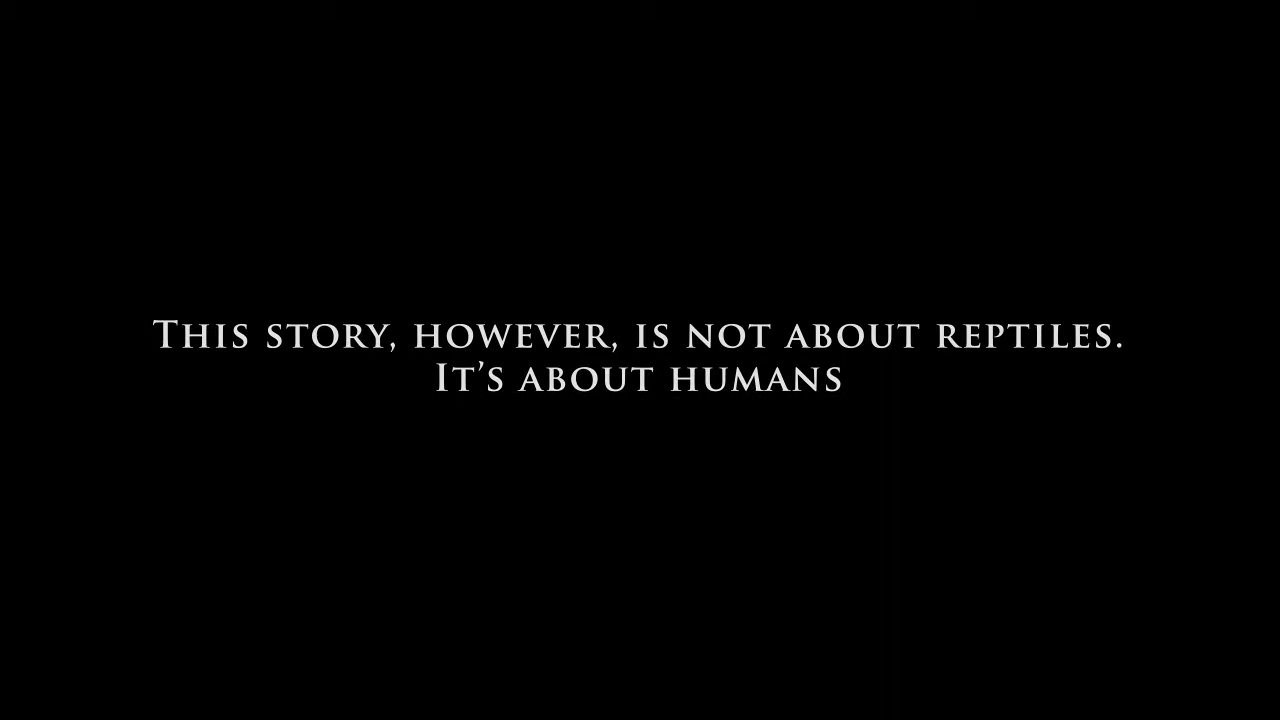 This story, however, is not about reptiles.
It’s about humans